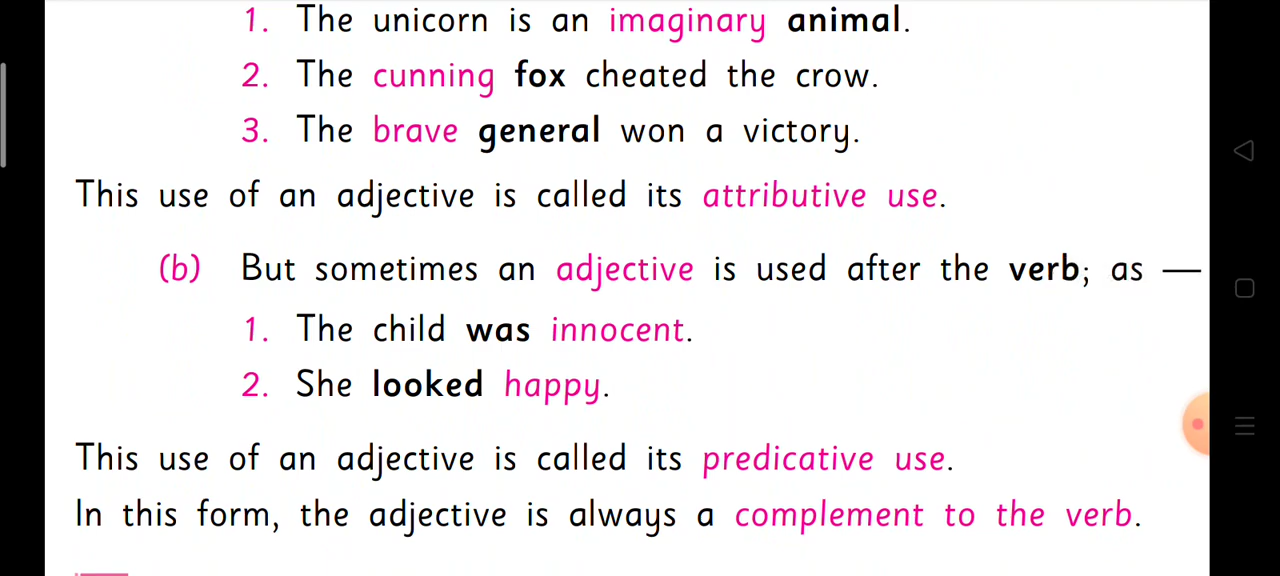 1. The unicorn is an imaginary animal.
2. The cunning fox cheated the crow.
3. The brave general won a victory.
This use of an adjective is called its attributive use.
(b) But sometimes an adjective is used after the verb; as —
1. The child was innocent.
2. She looked happy.
This use of an adjective is called its predicative use.
In this form, the adjective is always a complement to the verb.